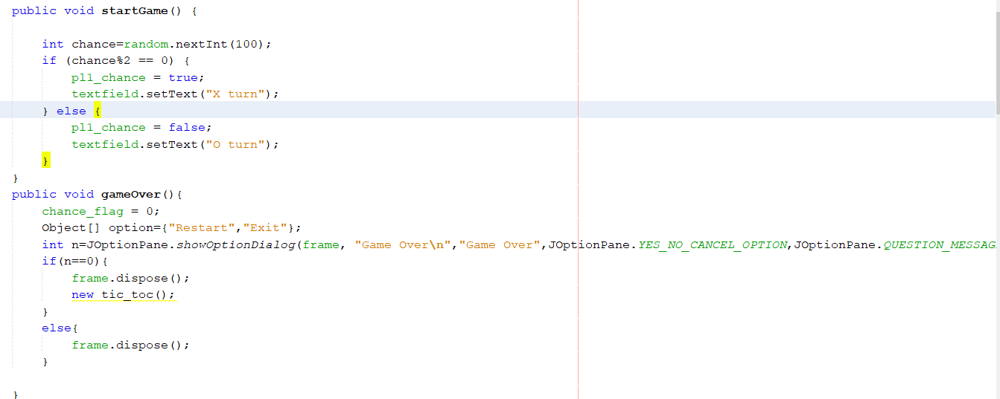 public void startGame() {
int chance=random.nextInt(100);
if (chance%2 == 0) {
pl1_chance = true;
textfield.setText("X turn");
} else {
pl1_chance = false;
textfield.setText("O turn");
}
}
public void gameOver(){
chance_flag = 0;
Object[] option={"Restart","Exit"};
int n=JOptionPane.showOptionDialog(frame, "Game Over\n","Game Over",JOptionPane.YES_NO_CANCEL_OPTION,JOptionPane.QUESTION_MESSAG
if(n==0){
frame.dispose();
new tic_toc();
}
else{
frame.dispose();
}
}